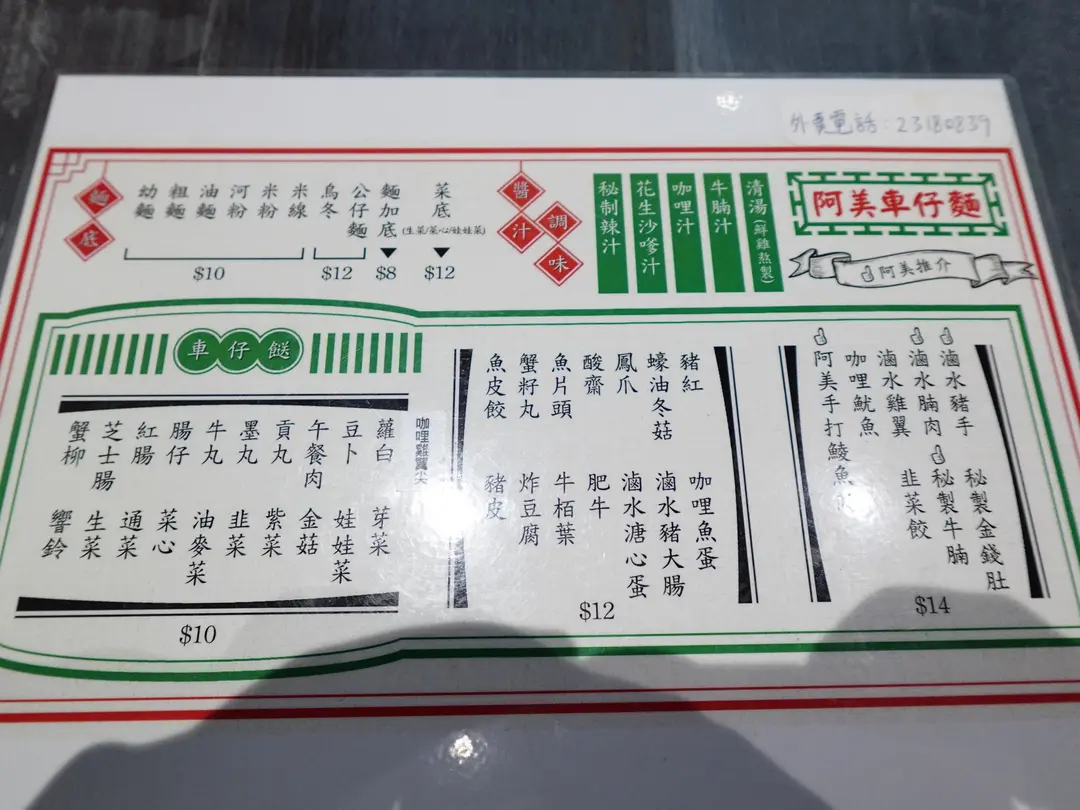 外賣電話：23180839
阿美車仔麵
阿美推介
麵底
幼麵
粗麵
油麵
河粉
米粉
米線
$10
烏冬
公仔麵
$12
麵加底
$8
菜底
(生菜/菜心/娃娃菜)
$12
醬汁調味
秘制辣汁
花生沙嗲汁
咖哩汁
牛腩汁
清湯(鮮雞熬製)
車仔餸
蟹柳
芝士腸
紅腸
腸仔
牛丸
墨丸
貢丸
午餐肉
豆卜
蘿白
咖哩雞翼尖
響鈴
生菜
通菜
菜心
油麥菜
韭菜
紫菜
金菇
娃娃菜
芽菜
$10
魚皮餃
蟹籽丸
魚片頭
酸齋
鳳爪
蠔油冬菇
豬紅
豬皮
炸豆腐
牛栢葉
肥牛
滷水溏心蛋
滷水豬大腸
咖哩魚蛋
$12
阿美手打鯪魚
咖哩魷魚
滷水雞翼
滷水腩肉
滷水豬手
韭菜餃
秘製牛腩
秘製金錢肚
$14